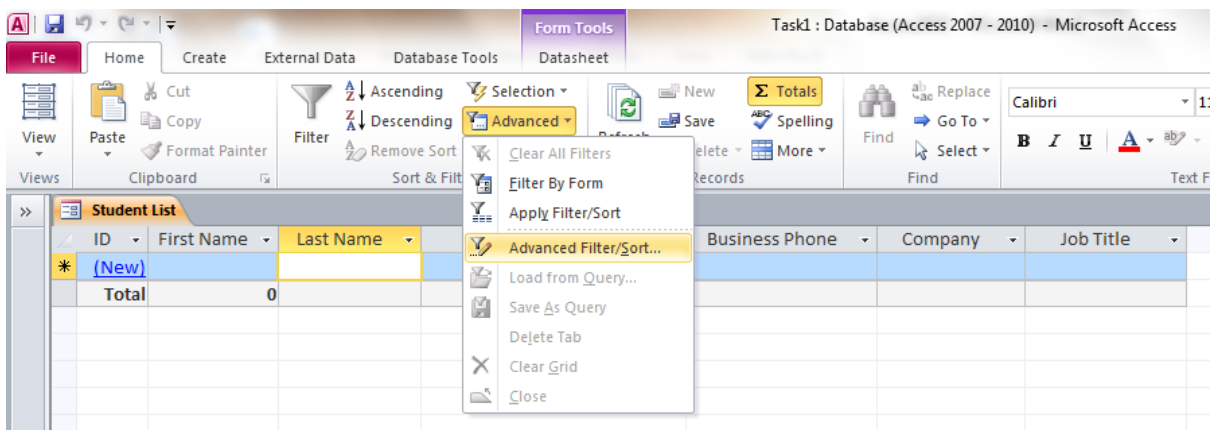 Form Tools Task1 : Database (Access 2007 - 2010) - Microsoft Access
File Home Create External Data Database Tools Datasheet
View
Views
Paste
Cut
Copy
Format Painter
Clipboard
Filter
Ascending
Descending
Remove Sort
Selection
Advanced
Sort & Filt
New
Save
elete
Totals
Spelling
More
Records
Find
Replace
Go To
Select
Find
Calibri 11
B I U A ab
Text F
Clear All Filters
Filter By Form
Apply Filter/Sort
Advanced Filter/Sort...
Load from Query...
Save As Query
Delete Tab
Clear Grid
Close
Student List
ID First Name Last Name Business Phone Company Job Title
(New)
Total 0